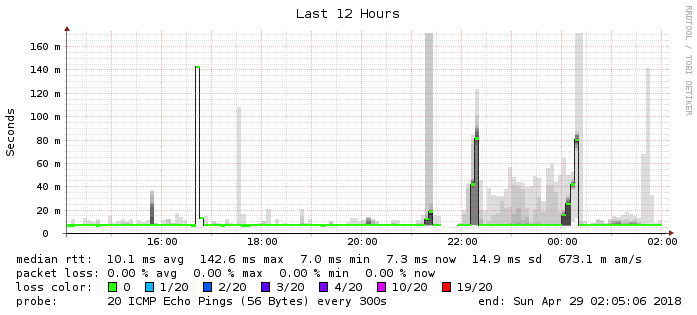 Last 12 Hours
RRDTOOL / TOBI OETIKER
Seconds
160 m
140 m
120 m
100 m
80 m
60 m
40 m
20 m
0
16:00 18:00 20:00 22:00 00:00 02:00
median rtt: 10.1 ms avg 142.6 ms max 7.0 ms min 7.3 ms now 14.9 ms sd 673.1 m am/s
packet loss: 0.00 % avg 0.00 % max 0.00 % min 0.00 % now
loss color: 0 1/20 2/20 3/20 4/20 10/20 19/20
probe: 20 ICMP Echo Pings (56 Bytes) every 300s end: Sun Apr 29 02:05:06 2018